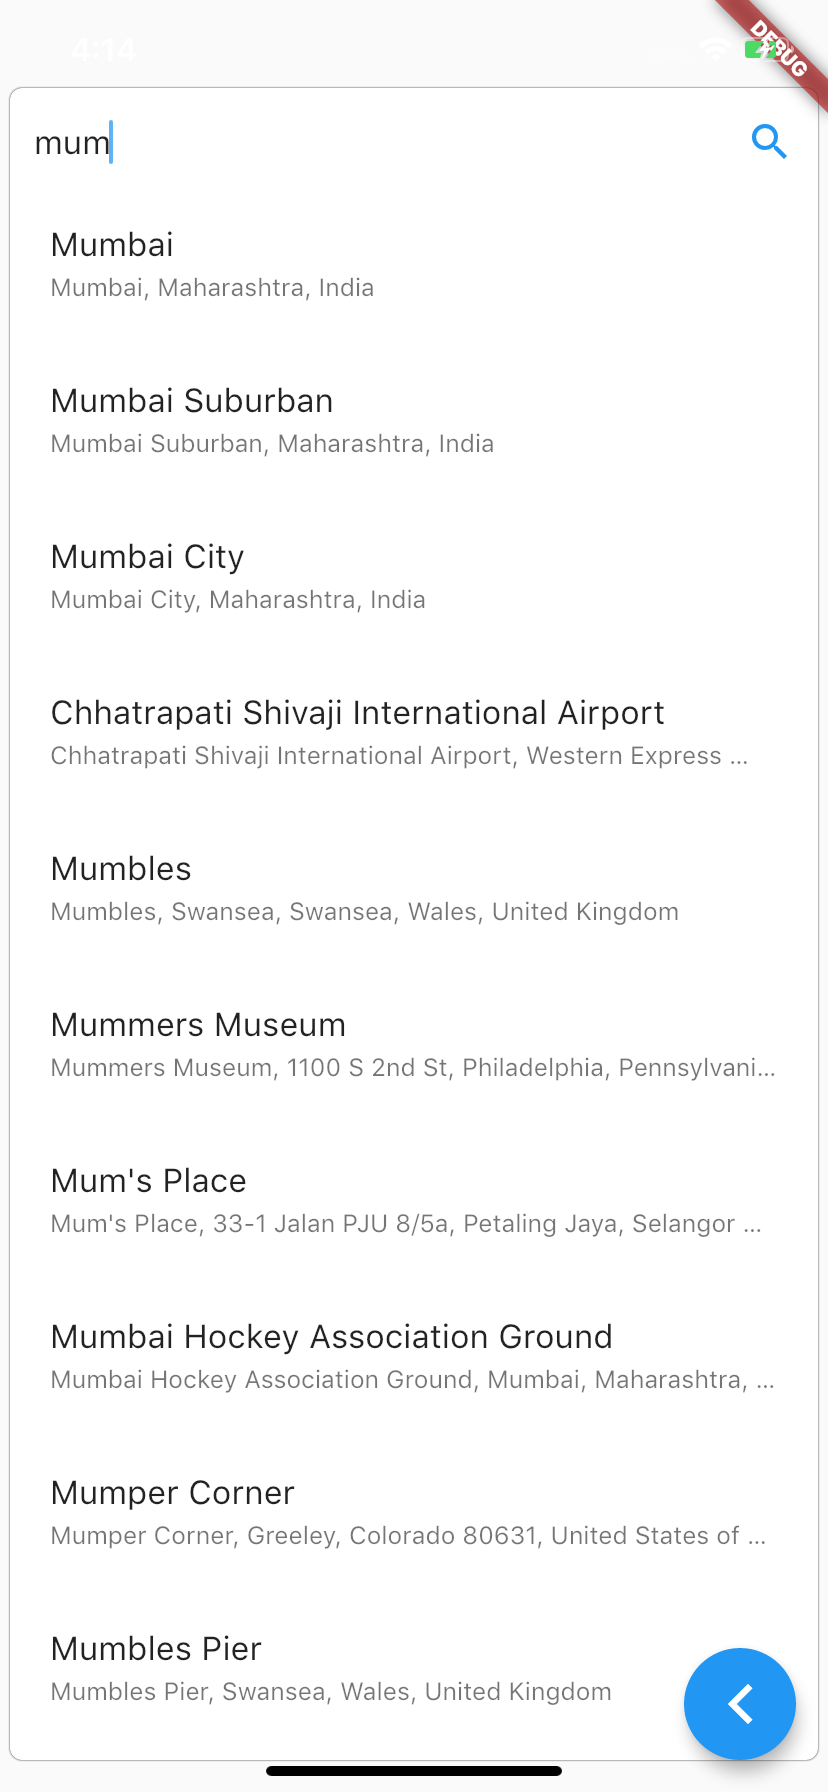 4:14
DEBUG
mum
Mumbai
Mumbai, Maharashtra, India
Mumbai Suburban
Mumbai Suburban, Maharashtra, India
Mumbai City
Mumbai City, Maharashtra, India
Chhatrapati Shivaji International Airport
Chhatrapati Shivaji International Airport, Western Express ...
Mumbles
Mumbles, Swansea, Swansea, Wales, United Kingdom
Mummers Museum
Mummers Museum, 1100 S 2nd St, Philadelphia, Pennsylvani...
Mum's Place
Mum's Place, 33-1 Jalan PJU 8/5a, Petaling Jaya, Selangor ...
Mumbai Hockey Association Ground
Mumbai Hockey Association Ground, Mumbai, Maharashtra, ...
Mumper Corner
Mumper Corner, Greeley, Colorado 80631, United States of ...
Mumbles Pier
Mumbles Pier, Swansea, Wales, United Kingdom